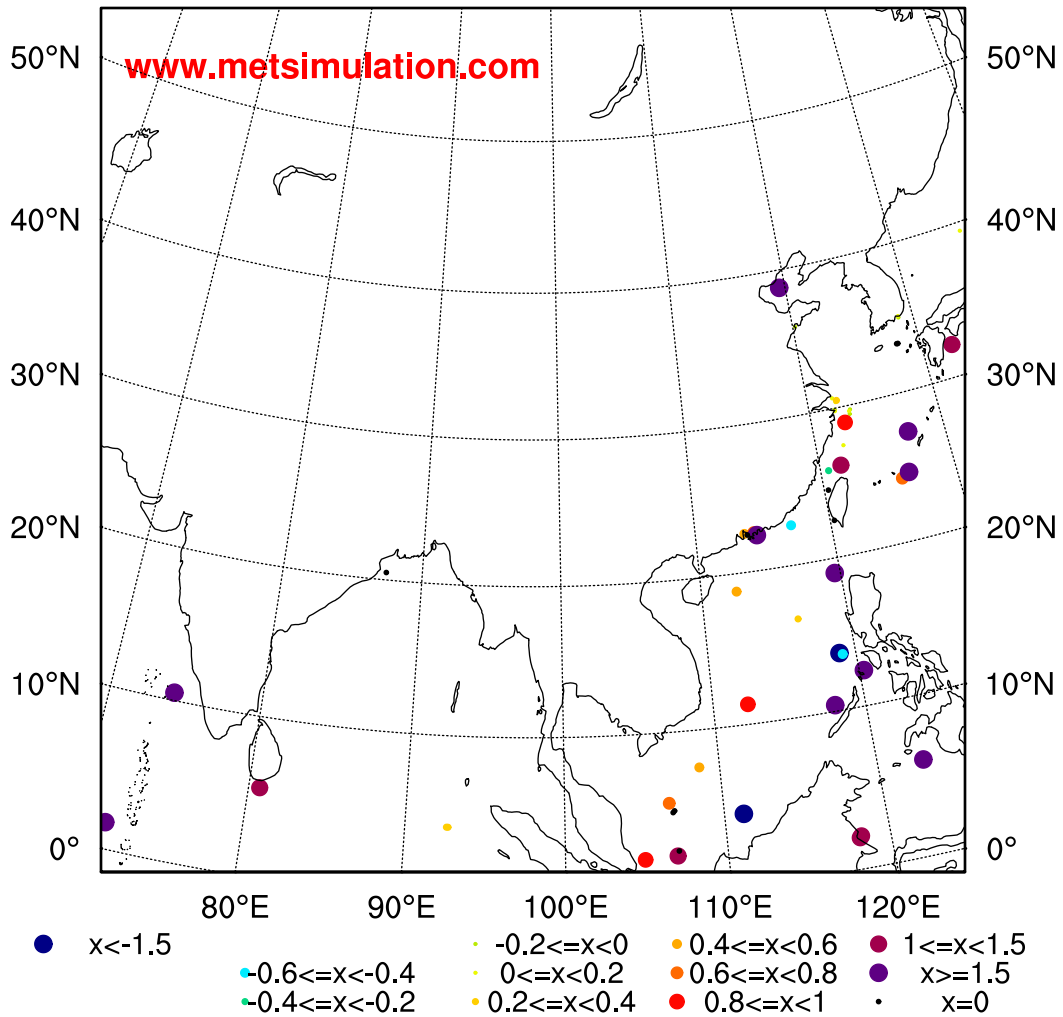 www.metsimulation.com
50°N 50°N
40°N 40°N
30°N 30°N
20°N 20°N
10°N 10°N
0° 0°
80°E 90°E 100°E 110°E 120°E
x<-1.5 -0.2<=x<0 0.4<=x<0.6 1<=x<1.5
-0.6<=x<-0.4 0<=x<0.2 0.6<=x<0.8 x>=1.5
-0.4<=x<-0.2 0.2<=x<0.4 0.8<=x<1 x=0